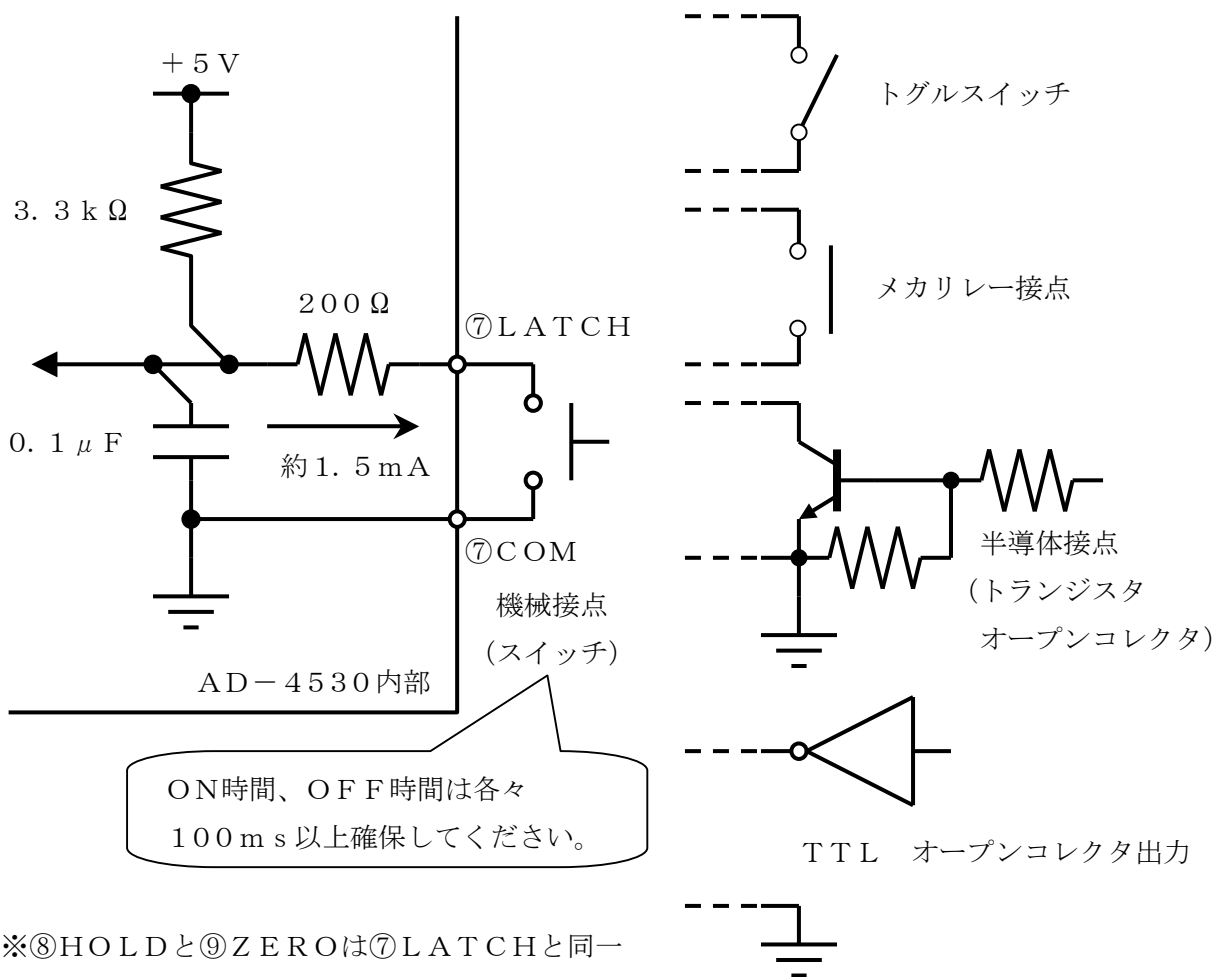 ＋５Ｖ
３.３ｋΩ
２００Ω
⑦ＬＡＴＣＨ
０.１μＦ
約１.５ｍＡ
⑦ＣＯＭ
機械接点
（スイッチ）
ＡＤ－４５３０内部
ＯＮ時間、ＯＦＦ時間は各々
１００ｍｓ以上確保してください。
※⑧ＨＯＬＤと⑨ＺＥＲＯは⑦ＬＡＴＣＨと同一
トグルスイッチ
メカリレー接点
半導体接点
（トランジスタ
オープンコレクタ）
ＴＴＬ　オープンコレクタ出力